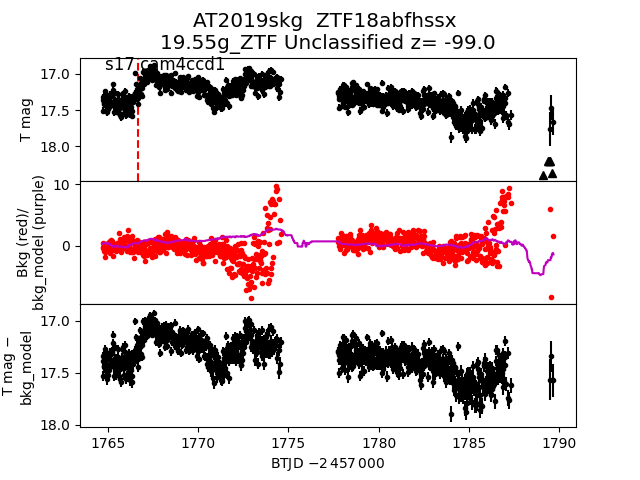 AT2019skg  ZTF18abfhssx
19.55g_ZTF Unclassified z= -99.0
s17 cam4ccd1
17.0
17.5
18.0
T mag
10
0
Bkg (red)/
bkg_model (purple)
17.0
17.5
18.0
T mag −
bkg_model
1765 1770 1775 1780 1785 1790
BTJD −2 457 000